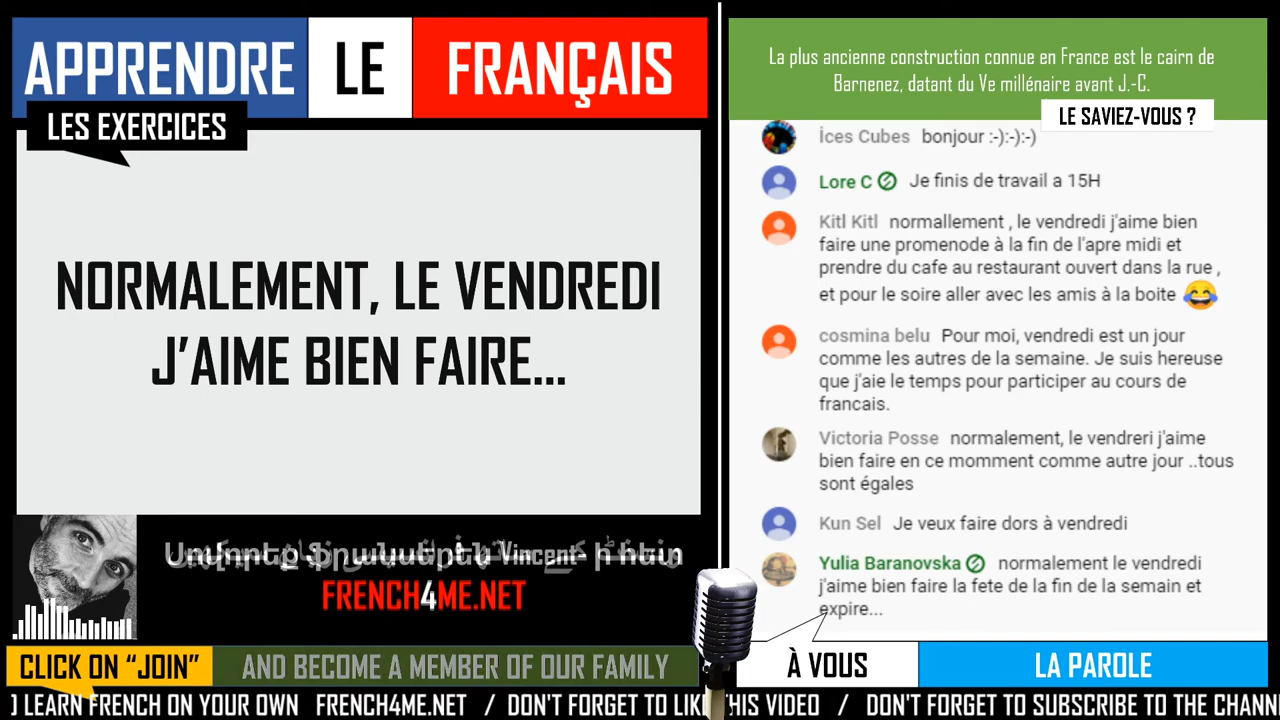 APPRENDRE LE FRANÇAIS
LES EXERCICES
NORMALEMENT, LE VENDREDI
J'AIME BIEN FAIRE...
Vincent-
FRENCH4ME.NET
CLICK ON “JOIN” AND BECOME A MEMBER OF OUR FAMILY
La plus ancienne construction connue en France est le cairn de
Barnenez, datant du Ve millénaire avant J.-C.
LE SAVIEZ-VOUS ?
İces Cubes bonjour :-):-):-)
Lore C Je finis de travail a 15H
Kitl Kitl normallement , le vendredi j'aime bien
faire une promenode à la fin de l'apre midi et
prendre du cafe au restaurant ouvert dans la rue ,
et pour le soire aller avec les amis à la boite 😂
cosmina belu Pour moi, vendredi est un jour
comme les autres de la semaine. Je suis hereuse
que j'aie le temps pour participer au cours de
francais.
Victoria Posse normalement, le vendreri j'aime
bien faire en ce momment comme autre jour ..tous
sont égales
Kun Sel Je veux faire dors à vendredi
Yulia Baranovska normalement le vendredi
j'aime bien faire la fete de la fin de la semain et
expire...
À VOUS LA PAROLE
LEARN FRENCH ON YOUR OWN FRENCH4ME.NET / DON'T FORGET TO LIKE THIS VIDEO / DON'T FORGET TO SUBSCRIBE TO THE CHANN